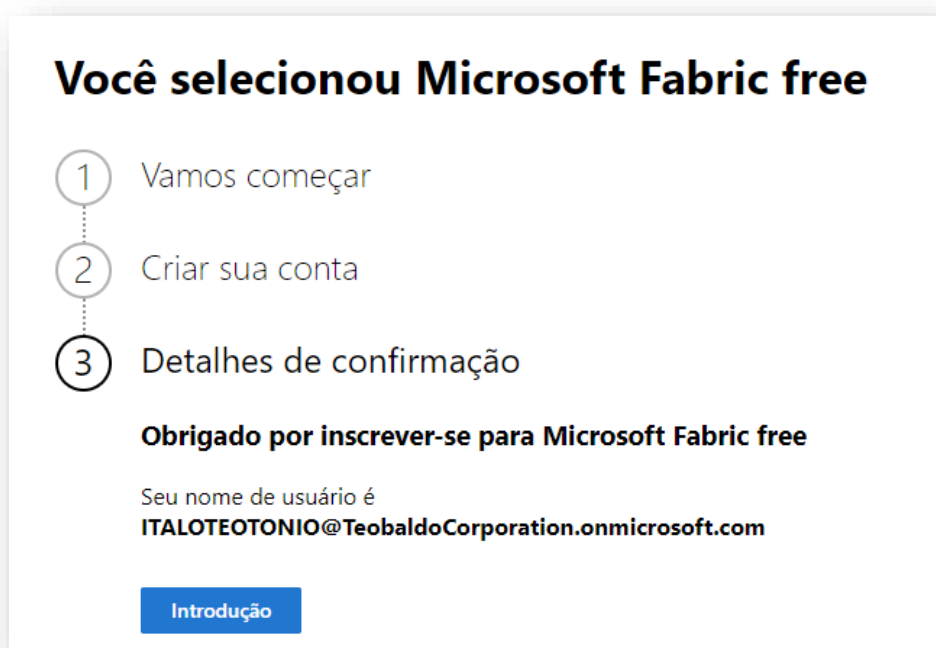 Você selecionou Microsoft Fabric free
1 Vamos começar
2 Criar sua conta
3 Detalhes de confirmação
Obrigado por inscrever-se para Microsoft Fabric free
Seu nome de usuário é
ITALOTEOTONIO@TeobaldoCorporation.onmicrosoft.com
Introdução